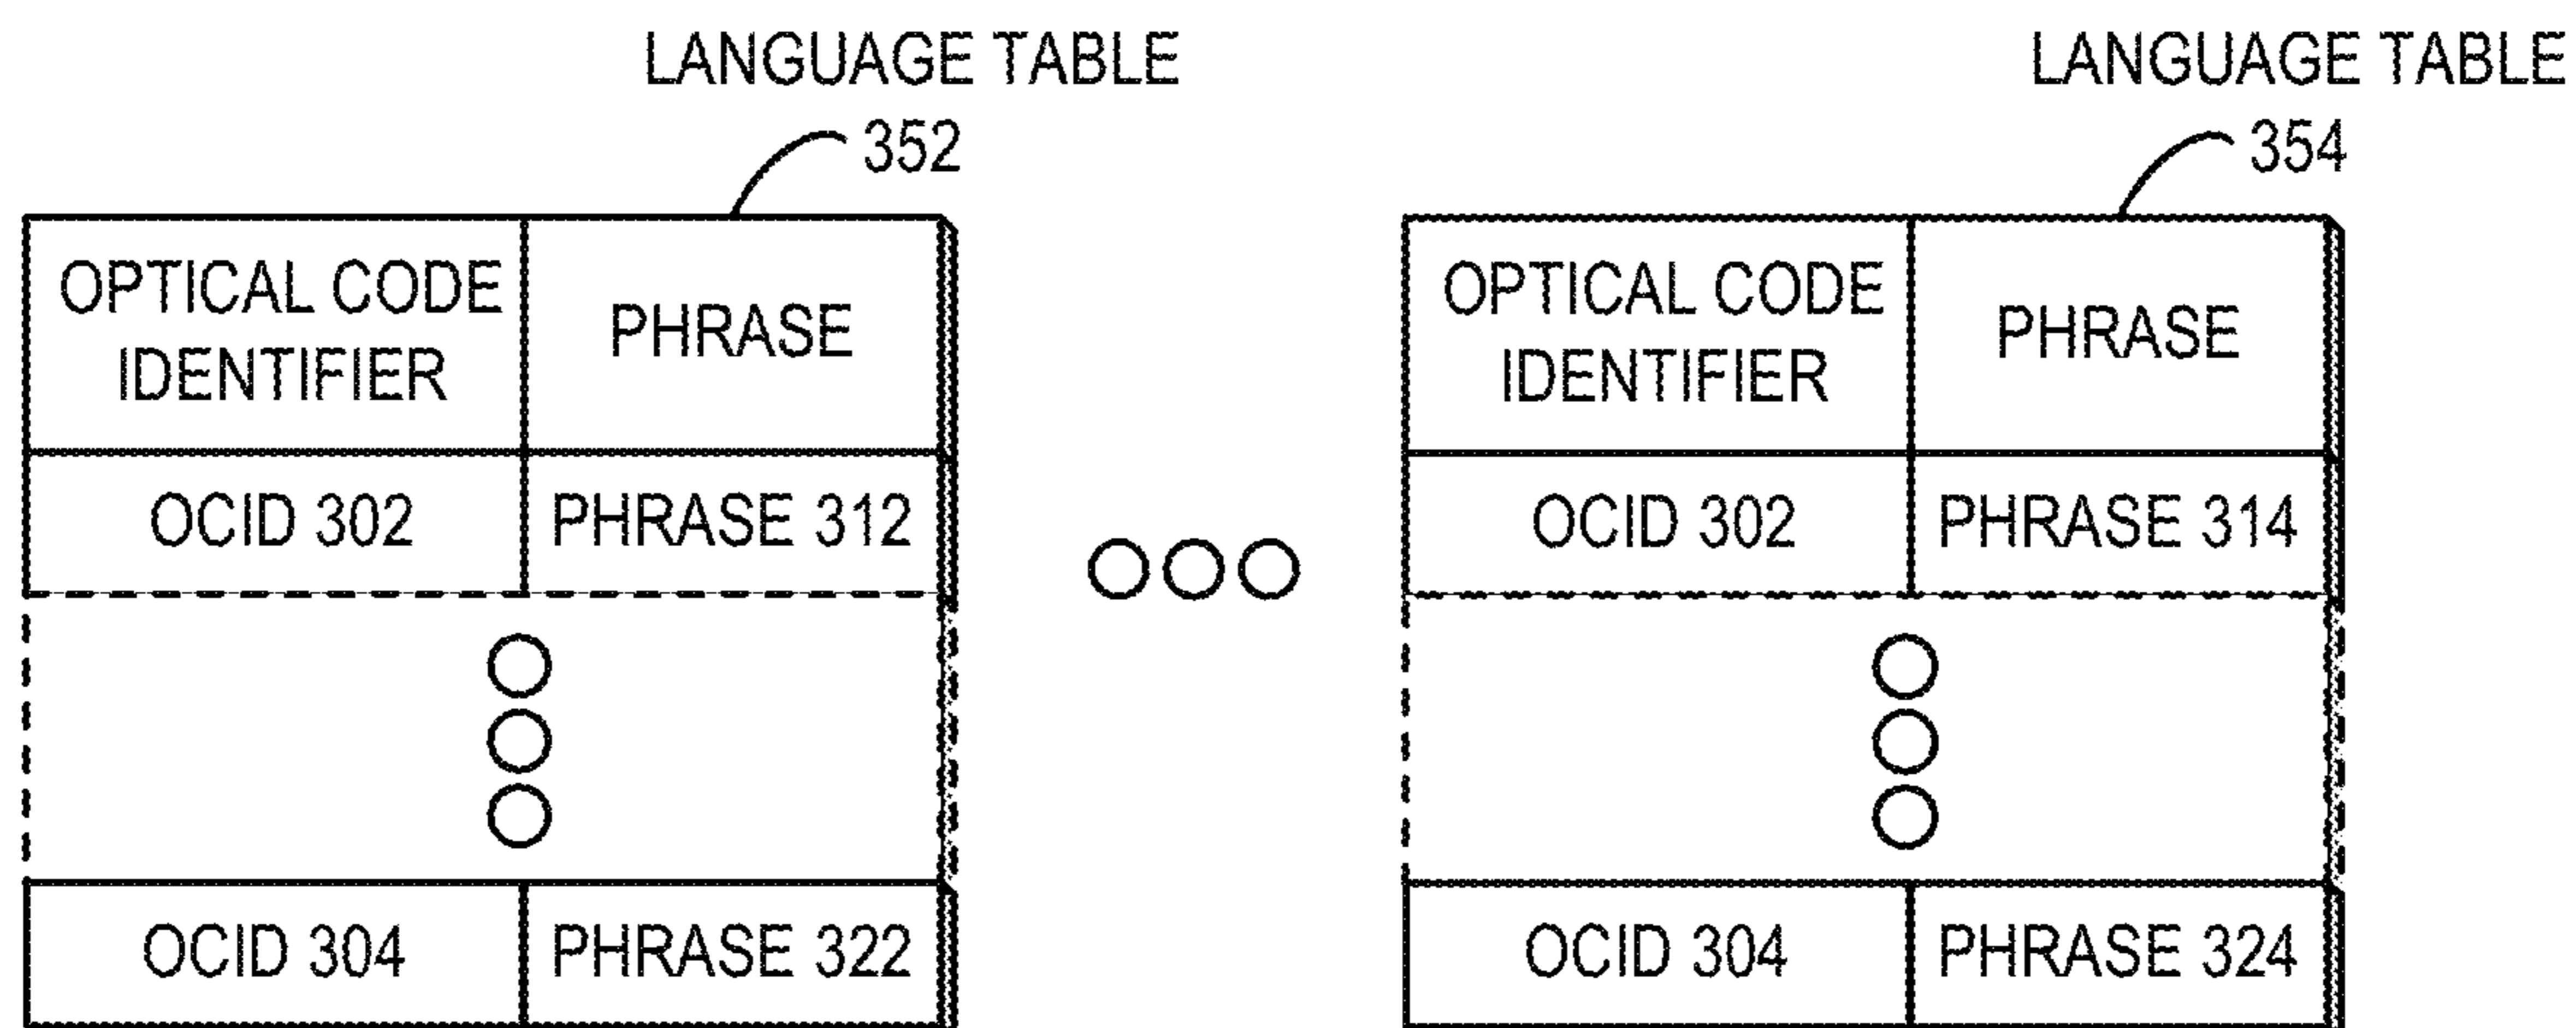 LANGUAGE TABLE
352
OPTICAL CODE
IDENTIFIER
PHRASE
OCID 302
PHRASE 312
OCID 304
PHRASE 322
LANGUAGE TABLE
354
OPTICAL CODE
IDENTIFIER
PHRASE
OCID 302
PHRASE 314
OCID 304
PHRASE 324